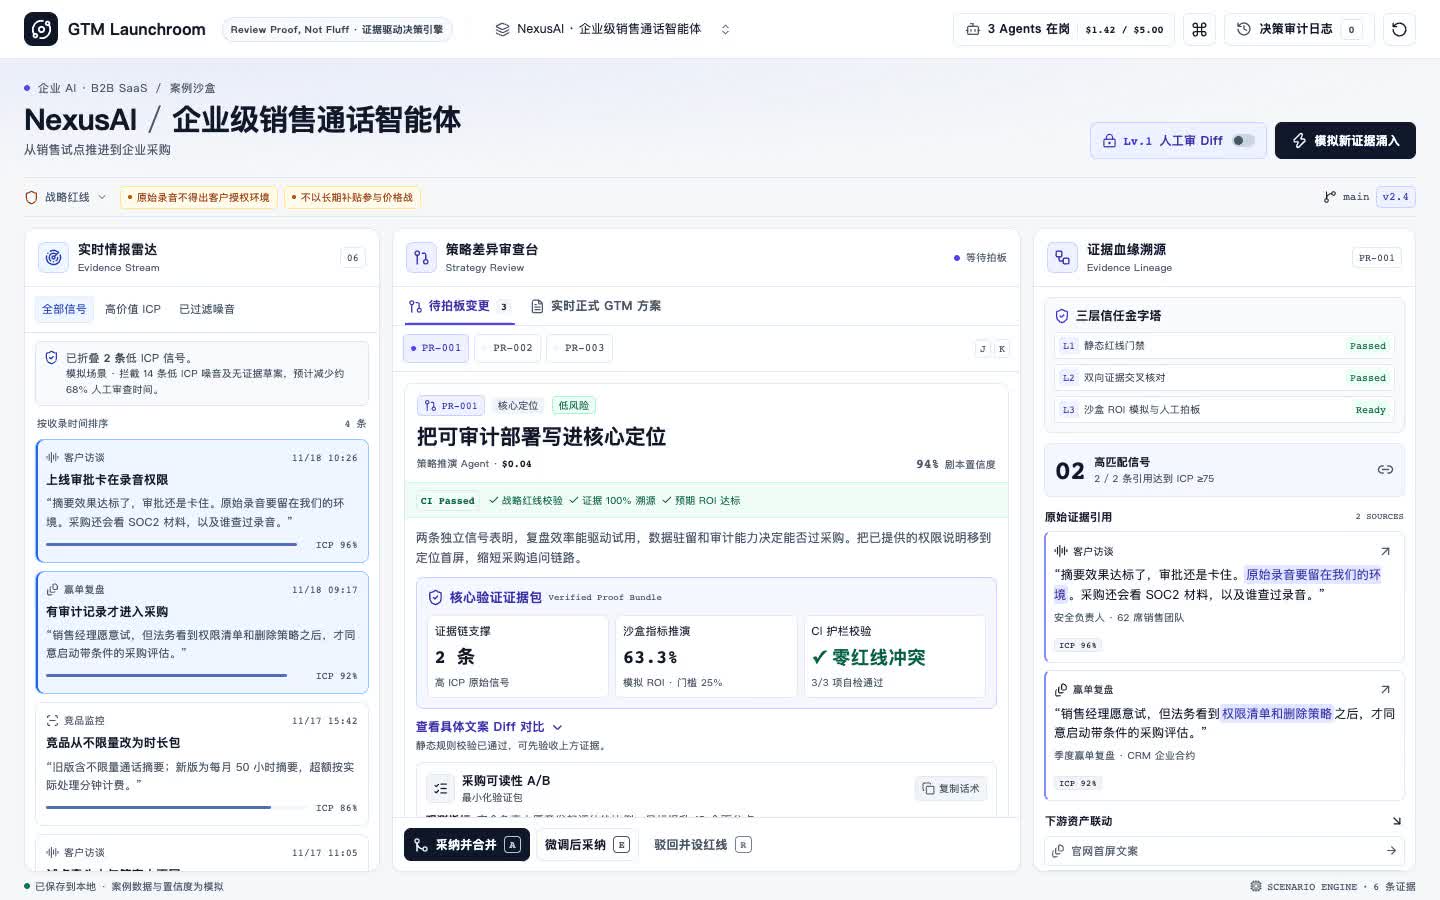 GTM Launchroom
Review Proof, Not Fluff · 证据驱动决策引擎
NexusAI · 企业级销售通话智能体
3 Agents 在岗 $1.42 / $5.00
决策审计日志 0
企业 AI · B2B SaaS / 案例沙盒
NexusAI / 企业级销售通话智能体
从销售试点推进到企业采购
Lv.1 人工审 Diff
模拟新证据涌入
战略红线
原始录音不得出客户授权环境
不以长期补贴参与价格战
main v2.4
实时情报雷达
Evidence Stream
06
全部信号 高价值 ICP 已过滤噪音
已折叠 2 条低 ICP 信号。
模拟场景 · 拦截 14 条低 ICP 噪音及无证据草案，预计减少约
68% 人工审查时间。
按收录时间排序 4 条
客户访谈 11/18 10:26
上线审批卡在录音权限
“摘要效果达标了，审批还是卡住。原始录音要留在我们的环
境。采购还会看 SOC2 材料，以及谁查过录音。”
ICP 96%
赢单复盘 11/18 09:17
有审计记录才进入采购
“销售经理愿意试，但法务看到权限清单和删除策略之后，才同
意启动带条件的采购评估。”
ICP 92%
竞品监控 11/17 15:42
竞品从不限量改为时长包
“旧版含不限量通话摘要；新版为每月 50 小时摘要，超额按实
际处理分钟计费。”
ICP 86%
客户访谈 11/17 11:05
策略差异审查台
Strategy Review
等待拍板
待拍板变更 3
实时正式 GTM 方案
PR-001 PR-002 PR-003
J K
PR-001 核心定位 低风险
把可审计部署写进核心定位
策略推演 Agent · $0.04
94% 剧本置信度
CI Passed 战略红线校验 证据 100% 溯源 预期 ROI 达标
两条独立信号表明，复盘效率能驱动试用，数据驻留和审计能力决定能否过采购。把已提供的权限说明移到
定位首屏，缩短采购追问链路。
核心验证证据包 Verified Proof Bundle
证据链支撑
2 条
高 ICP 原始信号
沙盒指标推演
63.3%
模拟 ROI · 门槛 25%
CI 护栏校验
✓ 零红线冲突
3/3 项自检通过
查看具体文案 Diff 对比
静态规则校验已通过，可先验收上方证据。
采购可读性 A/B
最小化验证包
复制话术
采纳并合并 A
微调后采纳 E
驳回并设红线 R
证据血缘溯源
Evidence Lineage
PR-001
三层信任金字塔
L1 静态红线门禁 Passed
L2 双向证据交叉核对 Passed
L3 沙盒 ROI 模拟与人工拍板 Ready
02
高匹配信号
2 / 2 条引用达到 ICP ≥75
原始证据引用 2 SOURCES
客户访谈
“摘要效果达标了，审批还是卡住。原始录音要留在我们的环
境。采购还会看 SOC2 材料，以及谁查过录音。”
安全负责人 · 62 席销售团队
ICP 96%
赢单复盘
“销售经理愿意试，但法务看到权限清单和删除策略之后，才同
意启动带条件的采购评估。”
季度赢单复盘 · CRM 企业合约
ICP 92%
下游资产联动
官网首屏文案
已保存到本地 · 案例数据与置信度为模拟
SCENARIO ENGINE · 6 条证据